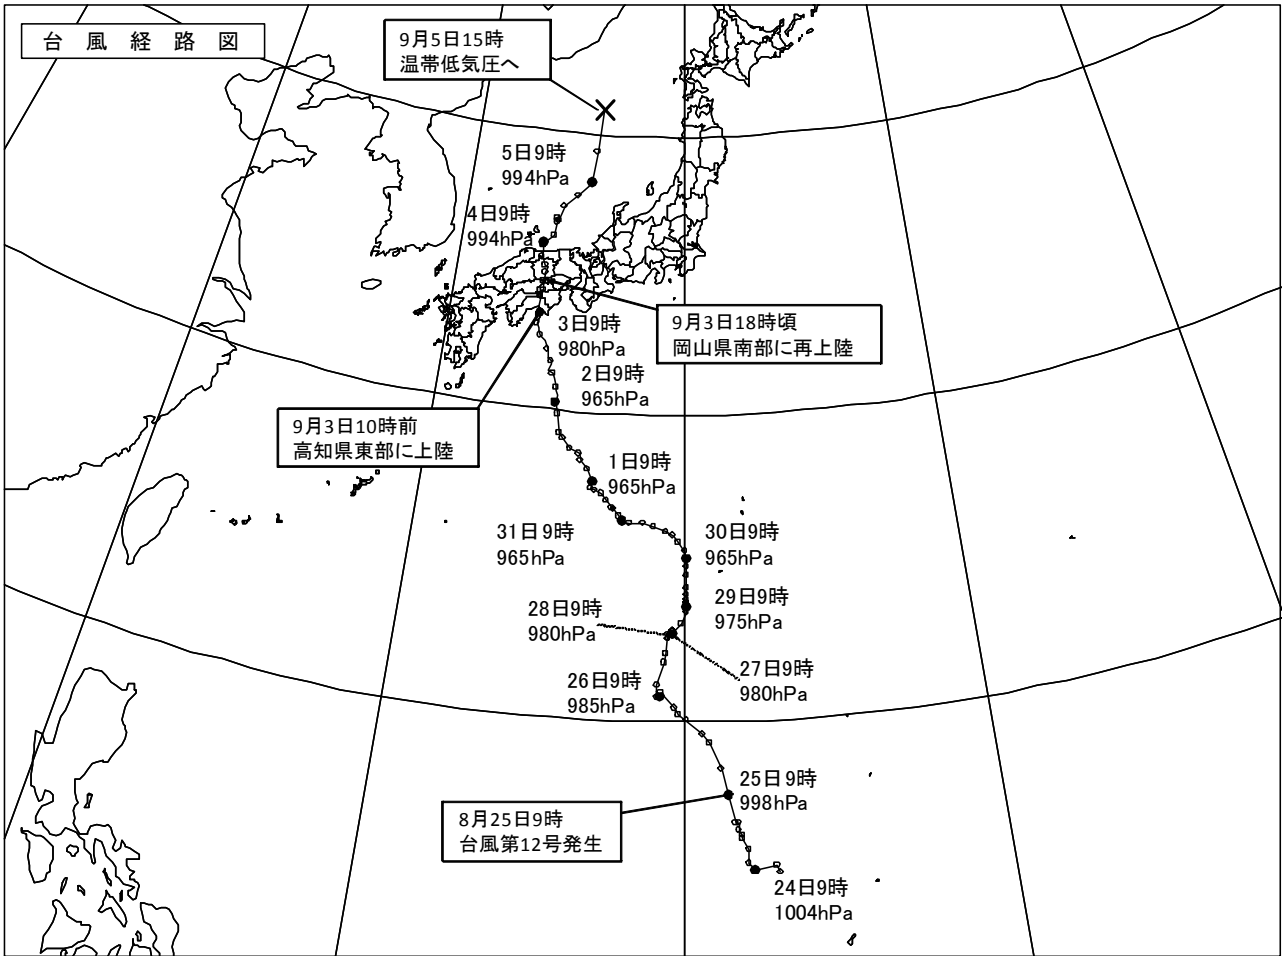 台風経路図
9月5日15時
温帯低気圧へ
5日9時
994hPa
4日9時
994hPa
9月3日18時頃
岡山県南部に再上陸
3日9時
980hPa
2日9時
965hPa
9月3日10時前
高知県東部に上陸
1日9時
965hPa
31日9時
965hPa
30日9時
965hPa
29日9時
975hPa
28日9時
980hPa
27日9時
980hPa
26日9時
985hPa
25日9時
998hPa
8月25日9時
台風第12号発生
24日9時
1004hPa